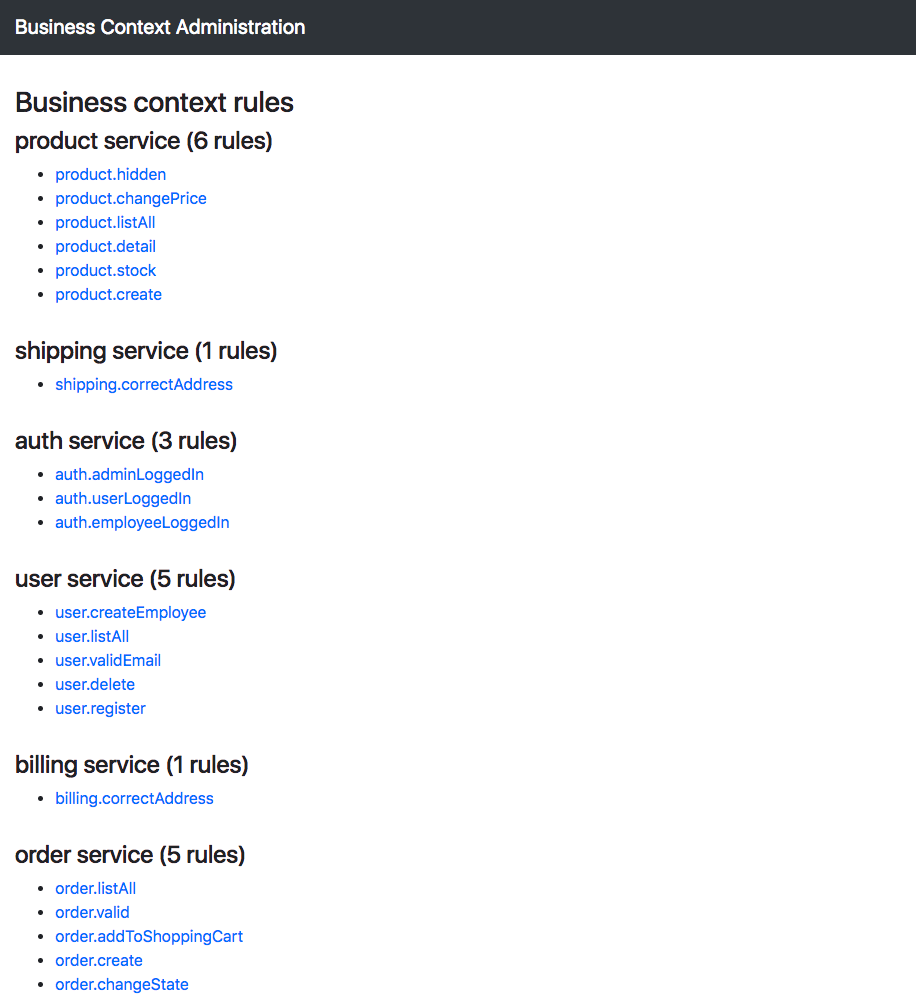 Business Context Administration
Business context rules
product service (6 rules)
product.hidden
product.changePrice
product.listAll
product.detail
product.stock
product.create
shipping service (1 rules)
shipping.correctAddress
auth service (3 rules)
auth.adminLoggedIn
auth.userLoggedIn
auth.employeeLoggedIn
user service (5 rules)
user.createEmployee
user.listAll
user.validEmail
user.delete
user.register
billing service (1 rules)
billing.correctAddress
order service (5 rules)
order.listAll
order.valid
order.addToShoppingCart
order.create
order.changeState